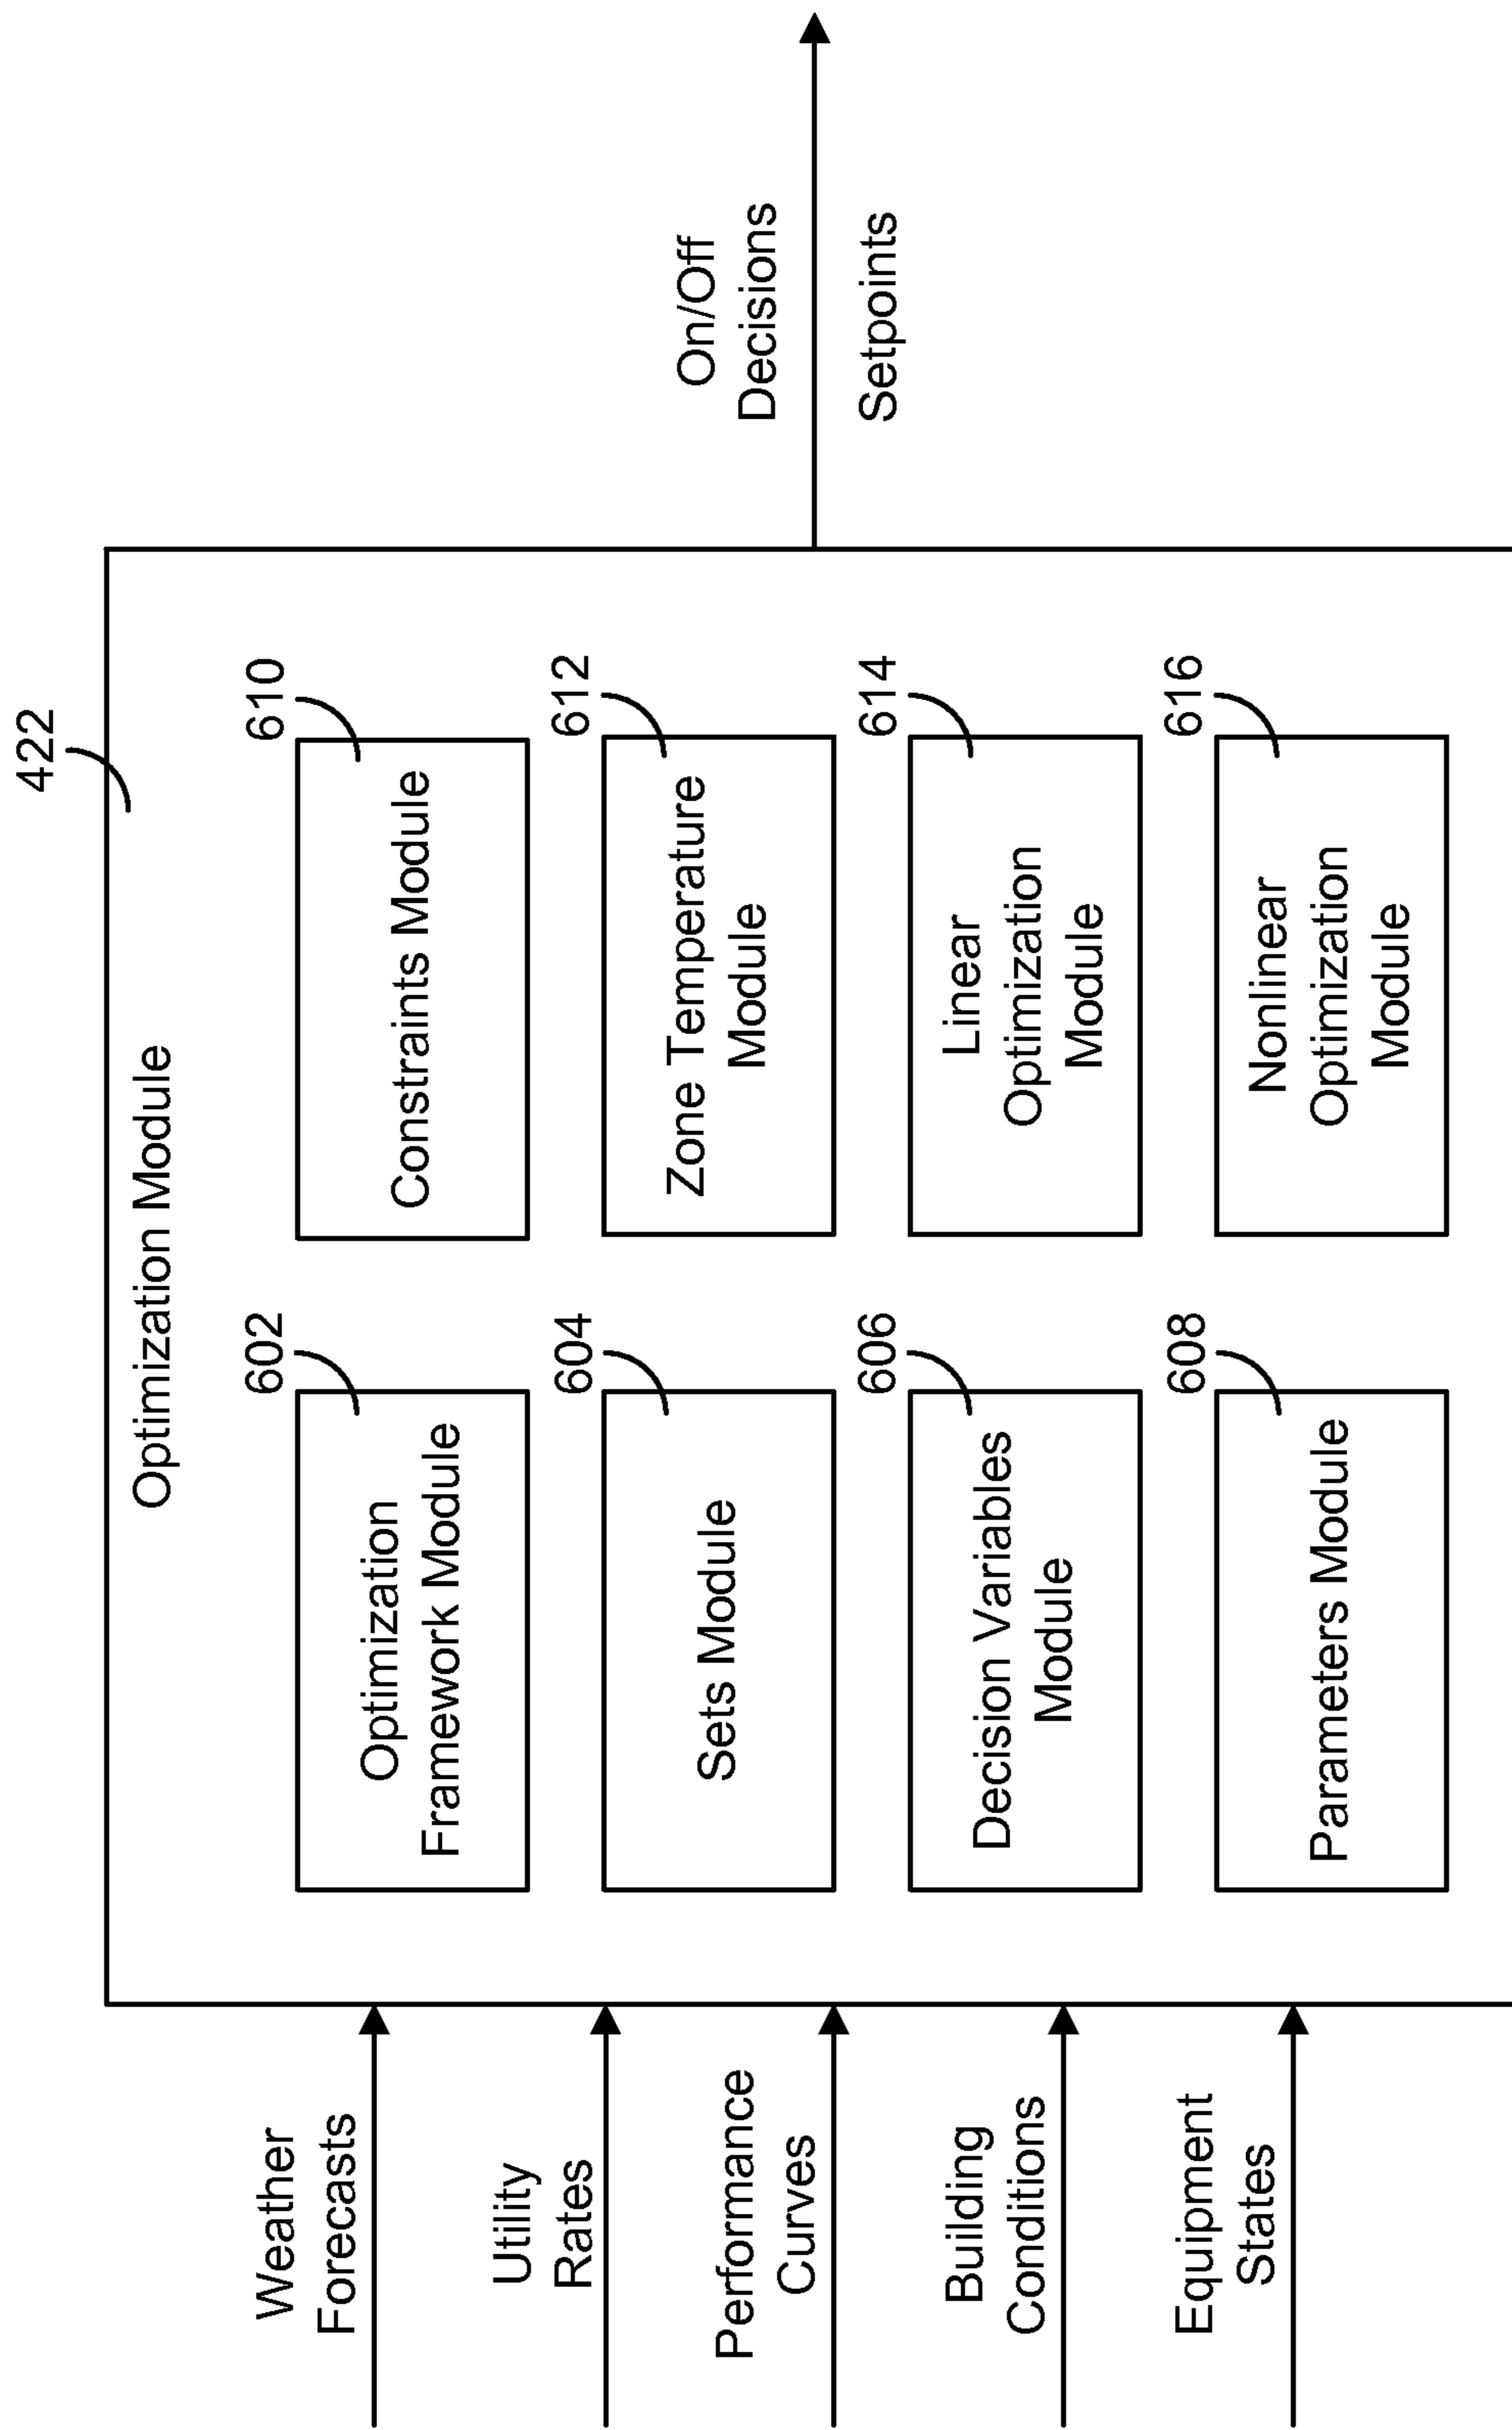 422
Optimization Module
Weather
Forecasts
Utility
Rates
Performance
Curves
Building
Conditions
Equipment
States
602
Optimization
Framework Module
604
Sets Module
606
Decision Variables
Module
608
Parameters Module
610
Constraints Module
612
Zone Temperature
Module
614
Linear
Optimization
Module
616
Nonlinear
Optimization
Module
On/Off
Decisions
Setpoints